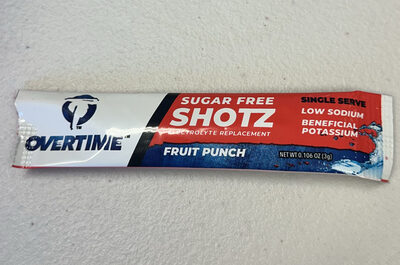 OVERTIME
SUGAR FREE
SHOTZ
ELECTROLYTE REPLACEMENT
FRUIT PUNCH
SINGLE SERVE
LOW SODIUM
BENEFICIAL
POTASSIUM
NET WT 0.106 OZ (3g)